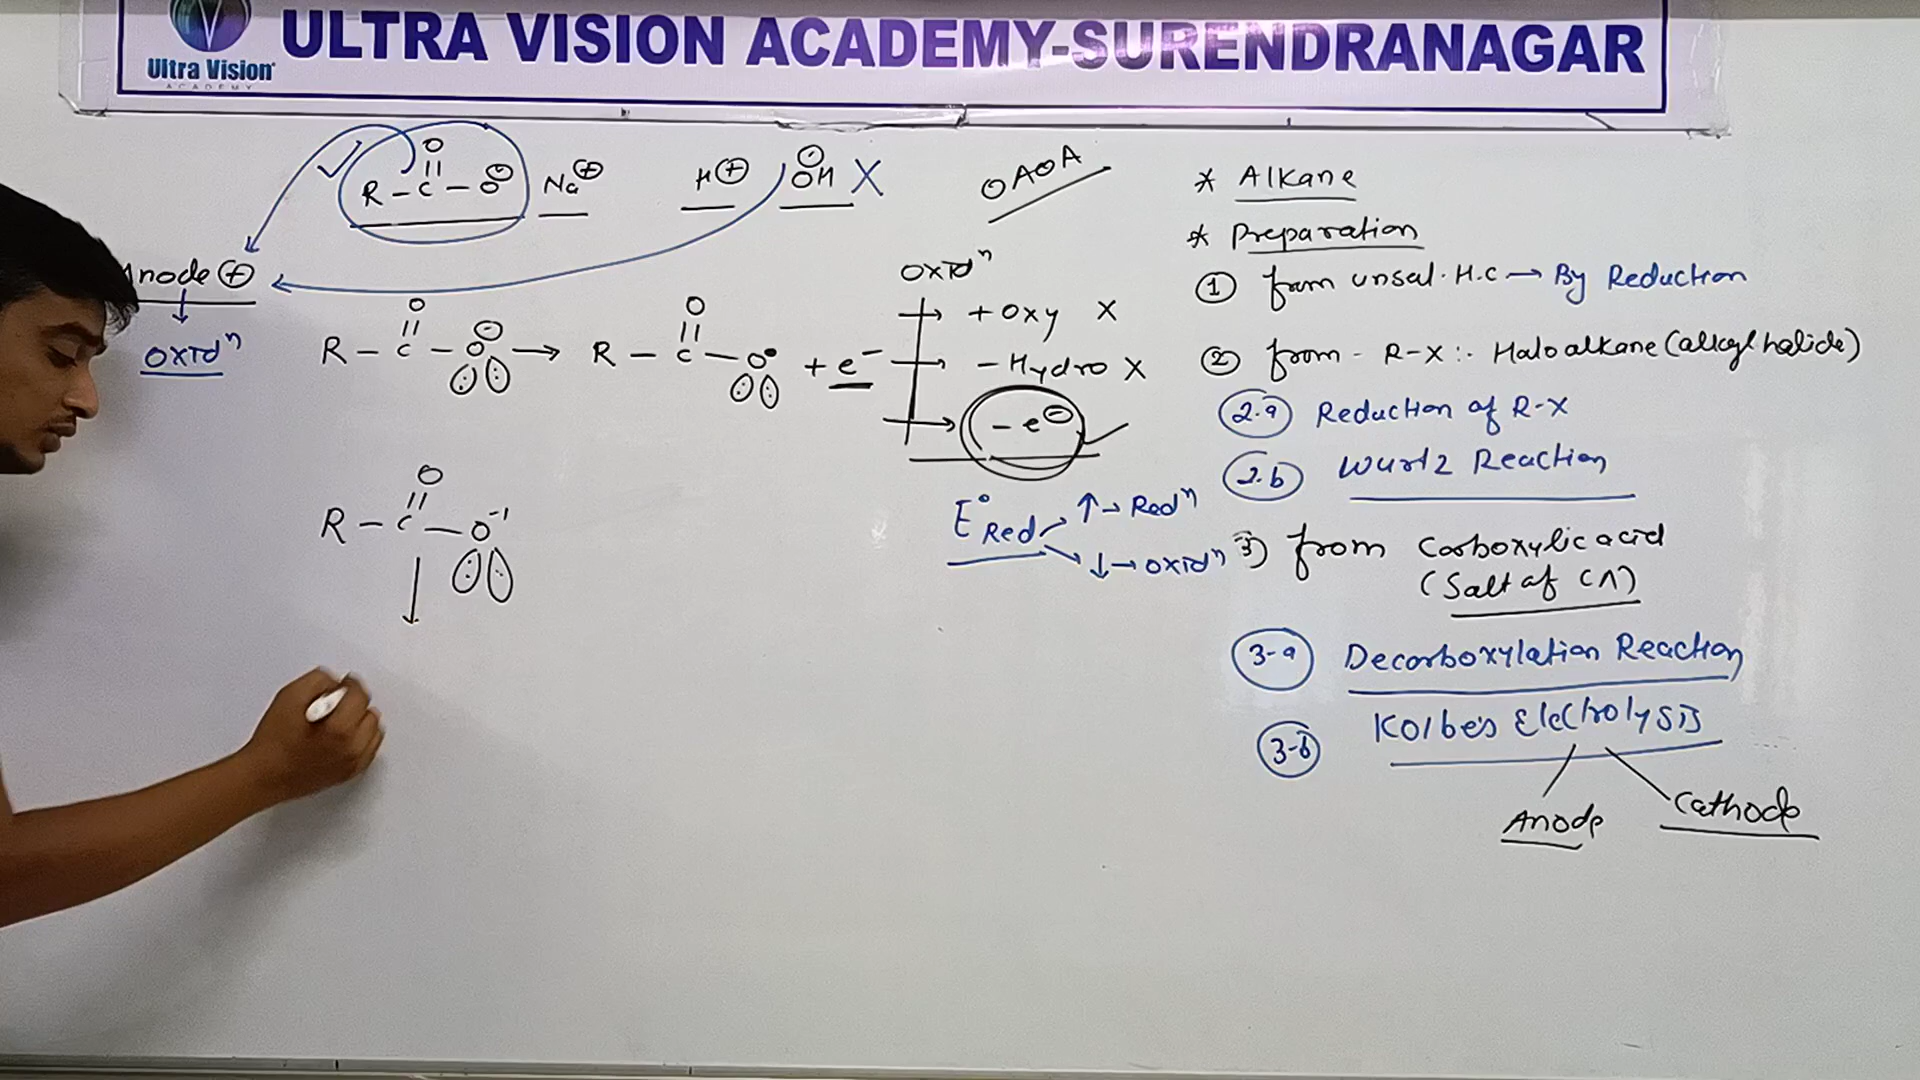 ULTRA VISION ACADEMY-SURENDRANAGAR
Ultra Vision
ACADEMY
O
R - C - O⊖ Na⊕ H⊕ ⊖OH X
OAOA
Anode ⊕
↓
oxidⁿ
O
R - C - O⊖ → R - C - O• + e⁻
O
oxidⁿ
→ + oxy X
→ - Hydro X
→ - e⊖ ✓
O
R - C - O⁻¹
↓
E°Red ↑→ Redⁿ
↓→ oxidⁿ
* Alkane
* Preparation
① from unsat. H.C → By Reduction
② from - R-X :- Haloalkane (alkyl halide)
2.a Reduction of R-X
2.b Wurtz Reaction
3) from Carboxylic acid
(Salt of CA)
3-a Decarboxylation Reaction
3-b Kolbe's Electrolysis
Anode Cathode